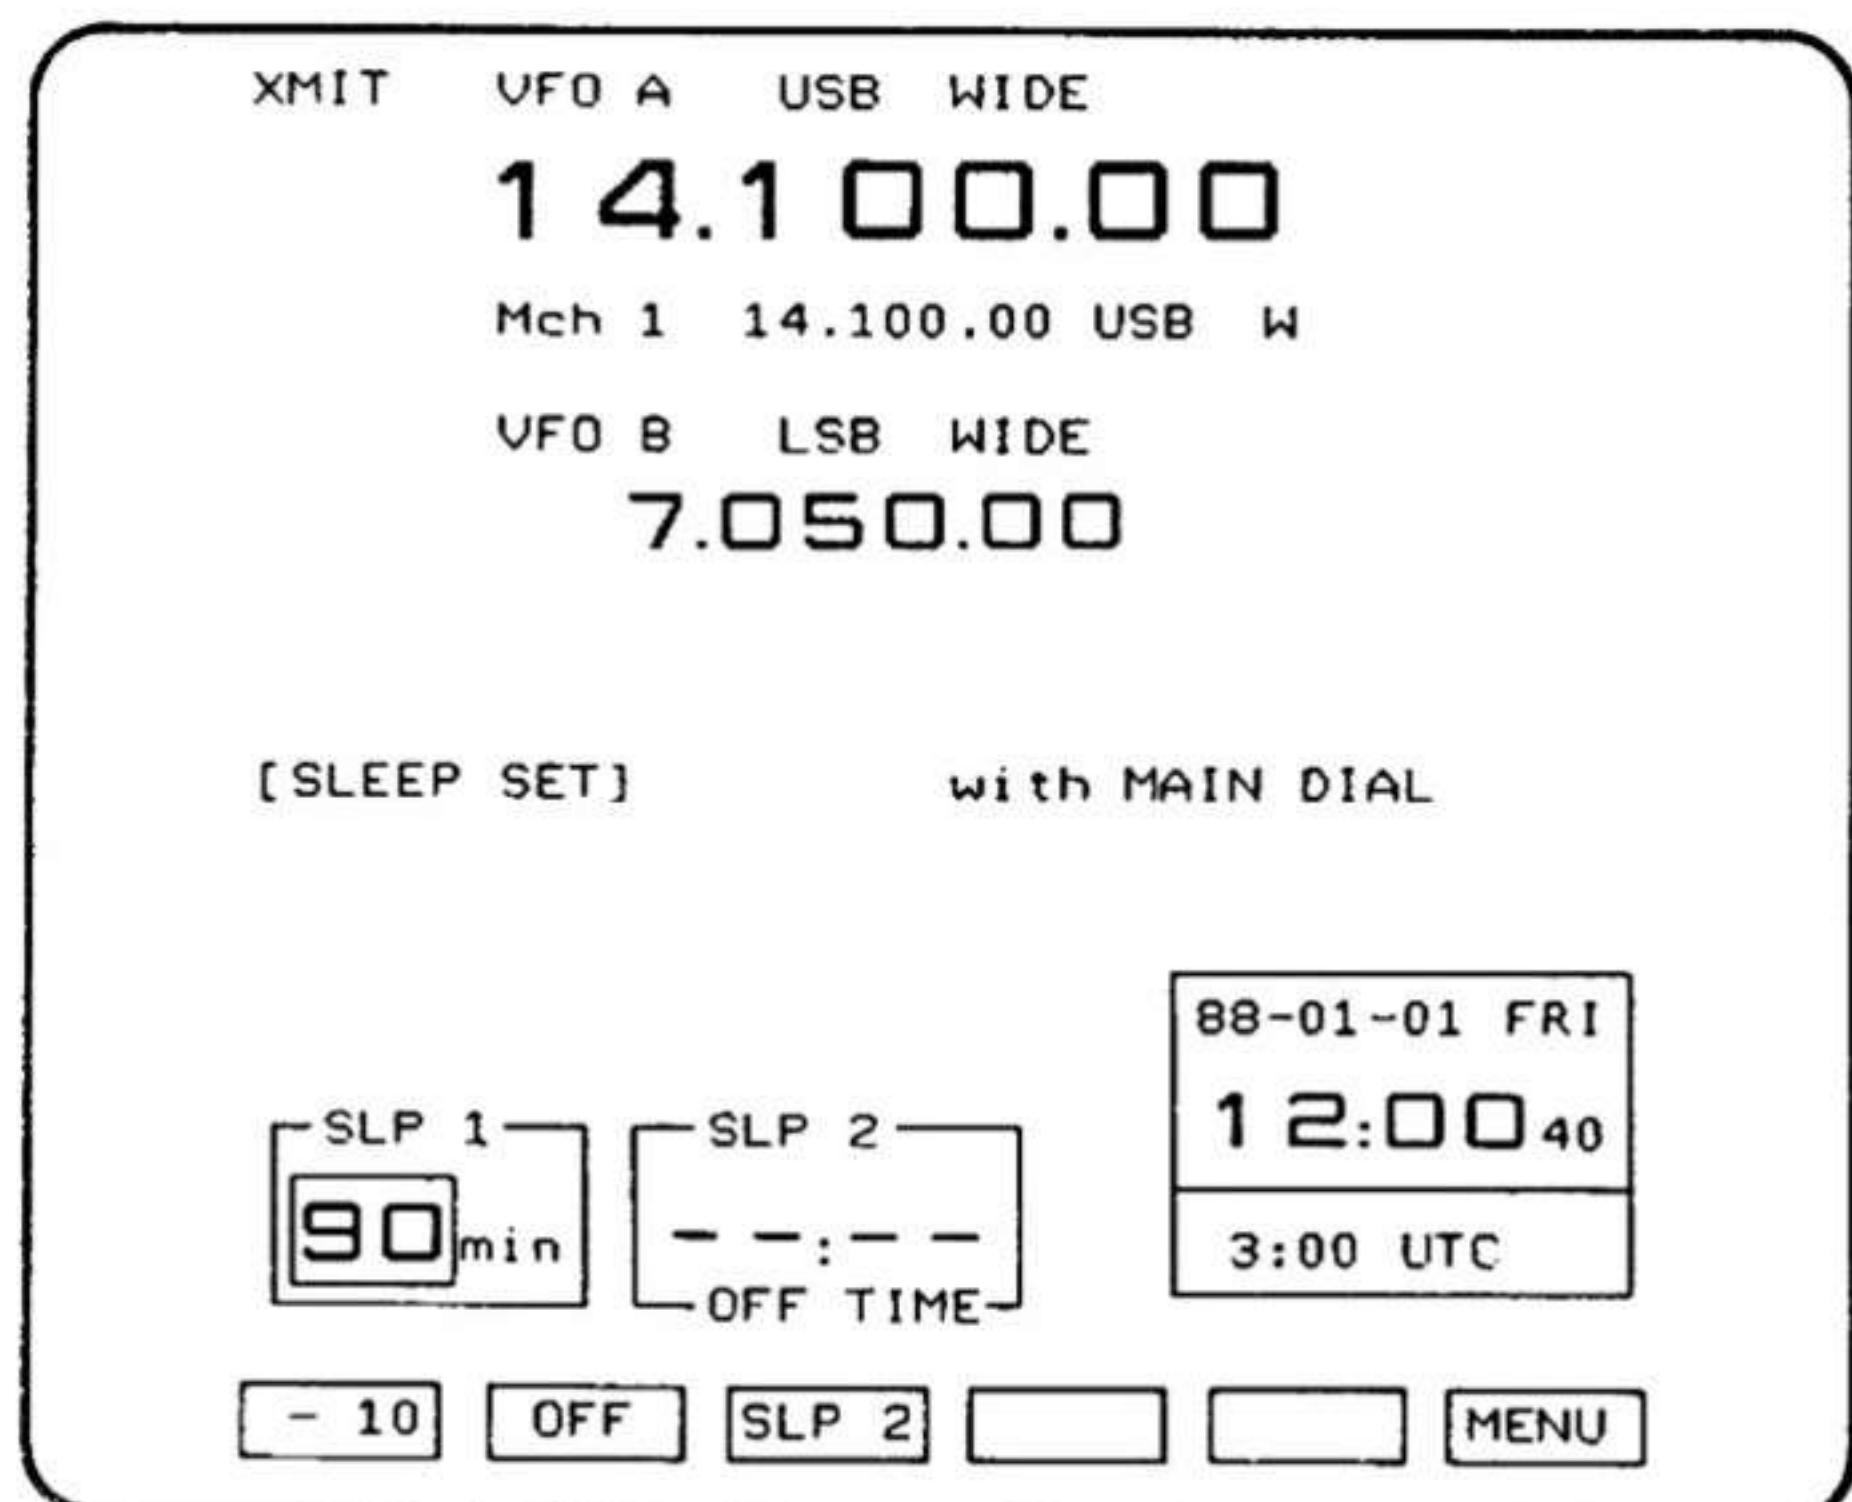 XMIT VFO A USB WIDE
14.100.00
Mch 1 14.100.00 USB W
VFO B LSB WIDE
7.050.00
[SLEEP SET] with MAIN DIAL
88-01-01 FRI
12:00 40
3:00 UTC
SLP 1
90 min
SLP 2
--:--
OFF TIME
- 10 OFF SLP 2 MENU